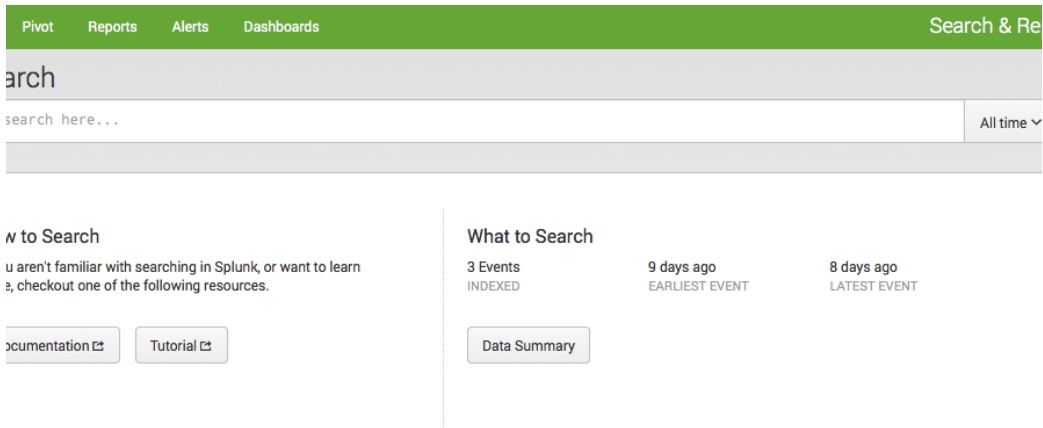 Pivot Reports Alerts Dashboards Search & Re
arch
search here...
All time
w to Search
u aren't familiar with searching in Splunk, or want to learn
e, checkout one of the following resources.
ocumentation Tutorial
What to Search
3 Events 9 days ago 8 days ago
INDEXED EARLIEST EVENT LATEST EVENT
Data Summary